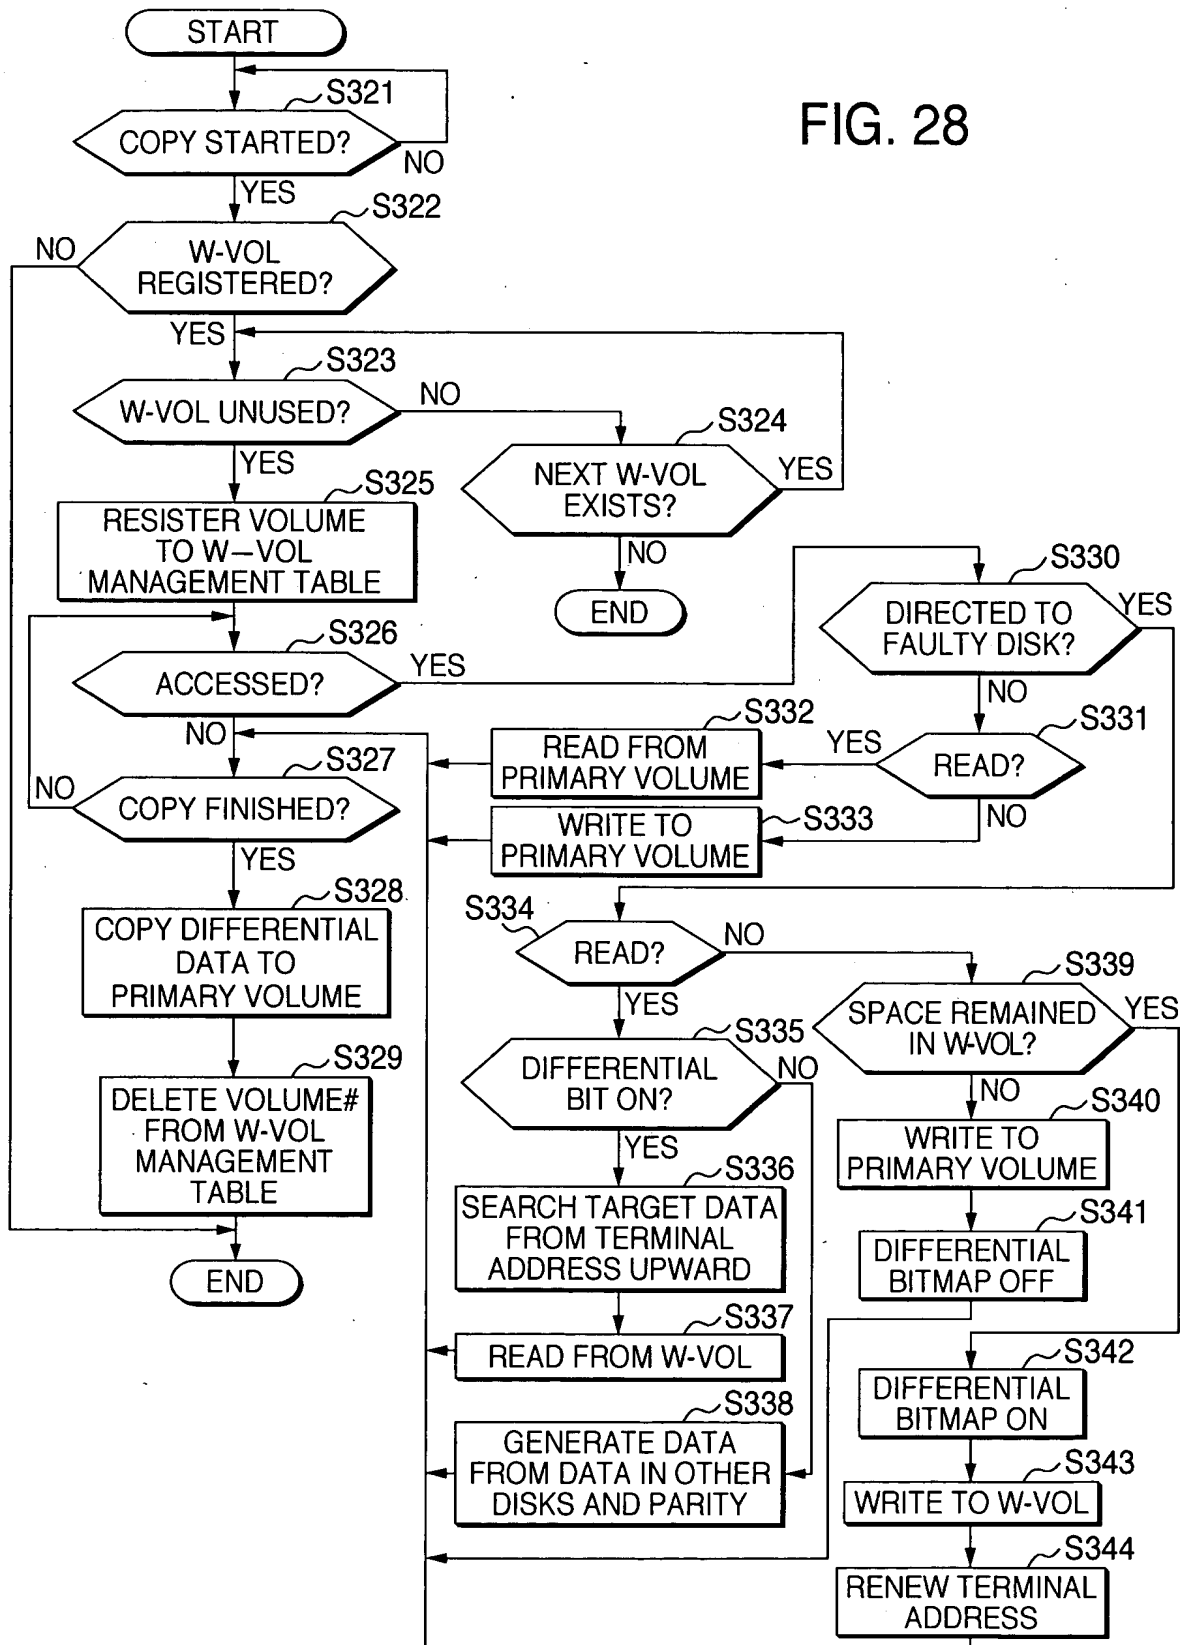 START
S321
COPY STARTED?
NO
YES
FIG. 28
S322
NO
W-VOL
REGISTERED?
YES
S323
W-VOL UNUSED?
NO
YES
S324
NEXT W-VOL
EXISTS?
YES
NO
END
S325
RESISTER VOLUME
TO W-VOL
MANAGEMENT TABLE
S326
ACCESSED?
YES
NO
S330
DIRECTED TO
FAULTY DISK?
YES
NO
S331
READ?
YES
NO
S332
READ FROM
PRIMARY VOLUME
S333
WRITE TO
PRIMARY VOLUME
S327
NO
COPY FINISHED?
YES
S328
COPY DIFFERENTIAL
DATA TO
PRIMARY VOLUME
S329
DELETE VOLUME#
FROM W-VOL
MANAGEMENT
TABLE
END
S334
READ?
NO
YES
S335
DIFFERENTIAL
BIT ON?
NO
YES
S336
SEARCH TARGET DATA
FROM TERMINAL
ADDRESS UPWARD
S337
READ FROM W-VOL
S338
GENERATE DATA
FROM DATA IN OTHER
DISKS AND PARITY
S339
SPACE REMAINED
IN W-VOL?
YES
NO
S340
WRITE TO
PRIMARY VOLUME
S341
DIFFERENTIAL
BITMAP OFF
S342
DIFFERENTIAL
BITMAP ON
S343
WRITE TO W-VOL
S344
RENEW TERMINAL
ADDRESS